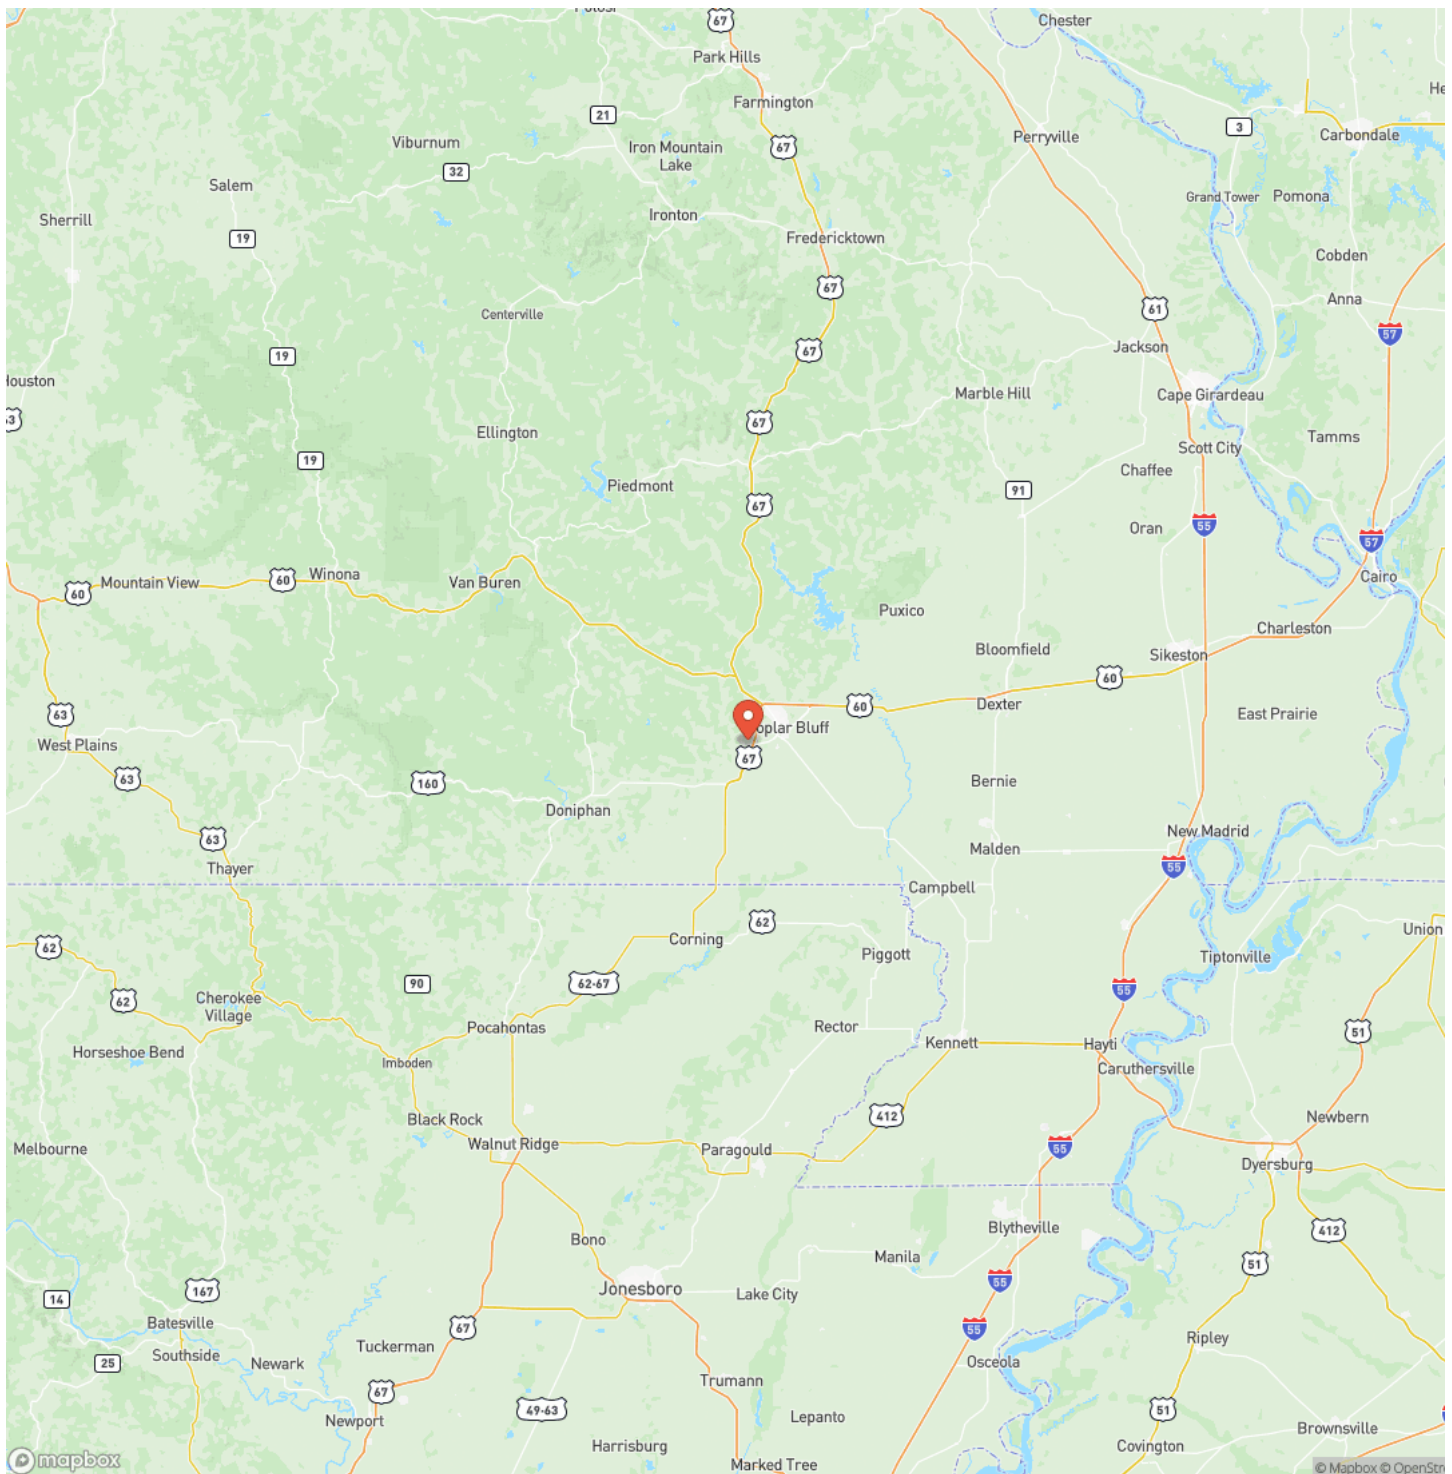 Potosi
67
Chester
Park Hills
Farmington
21
67
Viburnum
Iron Mountain
Lake
Perryville
3
Carbondale
32
Salem
Sherrill
Grand Tower
Pomona
Ironton
19
Fredericktown
Cobden
67
Anna
61
Centerville
57
Jackson
67
19
Houston
Marble Hill
Cape Girardeau
67
Ellington
Tamms
Scott City
19
Chaffee
Piedmont
91
67
55
Oran
57
Winona
Cairo
60
Mountain View
Van Buren
60
Puxico
Charleston
Bloomfield
Sikeston
60
60
Dexter
63
East Prairie
oplar Bluff
West Plains
67
63
160
Bernie
Doniphan
New Madrid
63
Malden
Thayer
55
Campbell
62
Union
Corning
62
Piggott
Tiptonville
90
62-67
55
Cherokee
Village
62
Pocahontas
Rector
51
Kennett
Hayti
Horseshoe Bend
Imboden
Caruthersville
412
Newbern
Black Rock
Walnut Ridge
55
Melbourne
Paragould
Dyersburg
Blytheville
412
Bono
Manila
51
55
Jonesboro
167
Lake City
14
Batesville
67
55
Ripley
Tuckerman
Southside
Newark
25
Osceola
Trumann
67
49-63
51
Newport
Lepanto
Brownsville
Harrisburg
Covington
Marked Tree
mapbox
© Mapbox © OpenStre